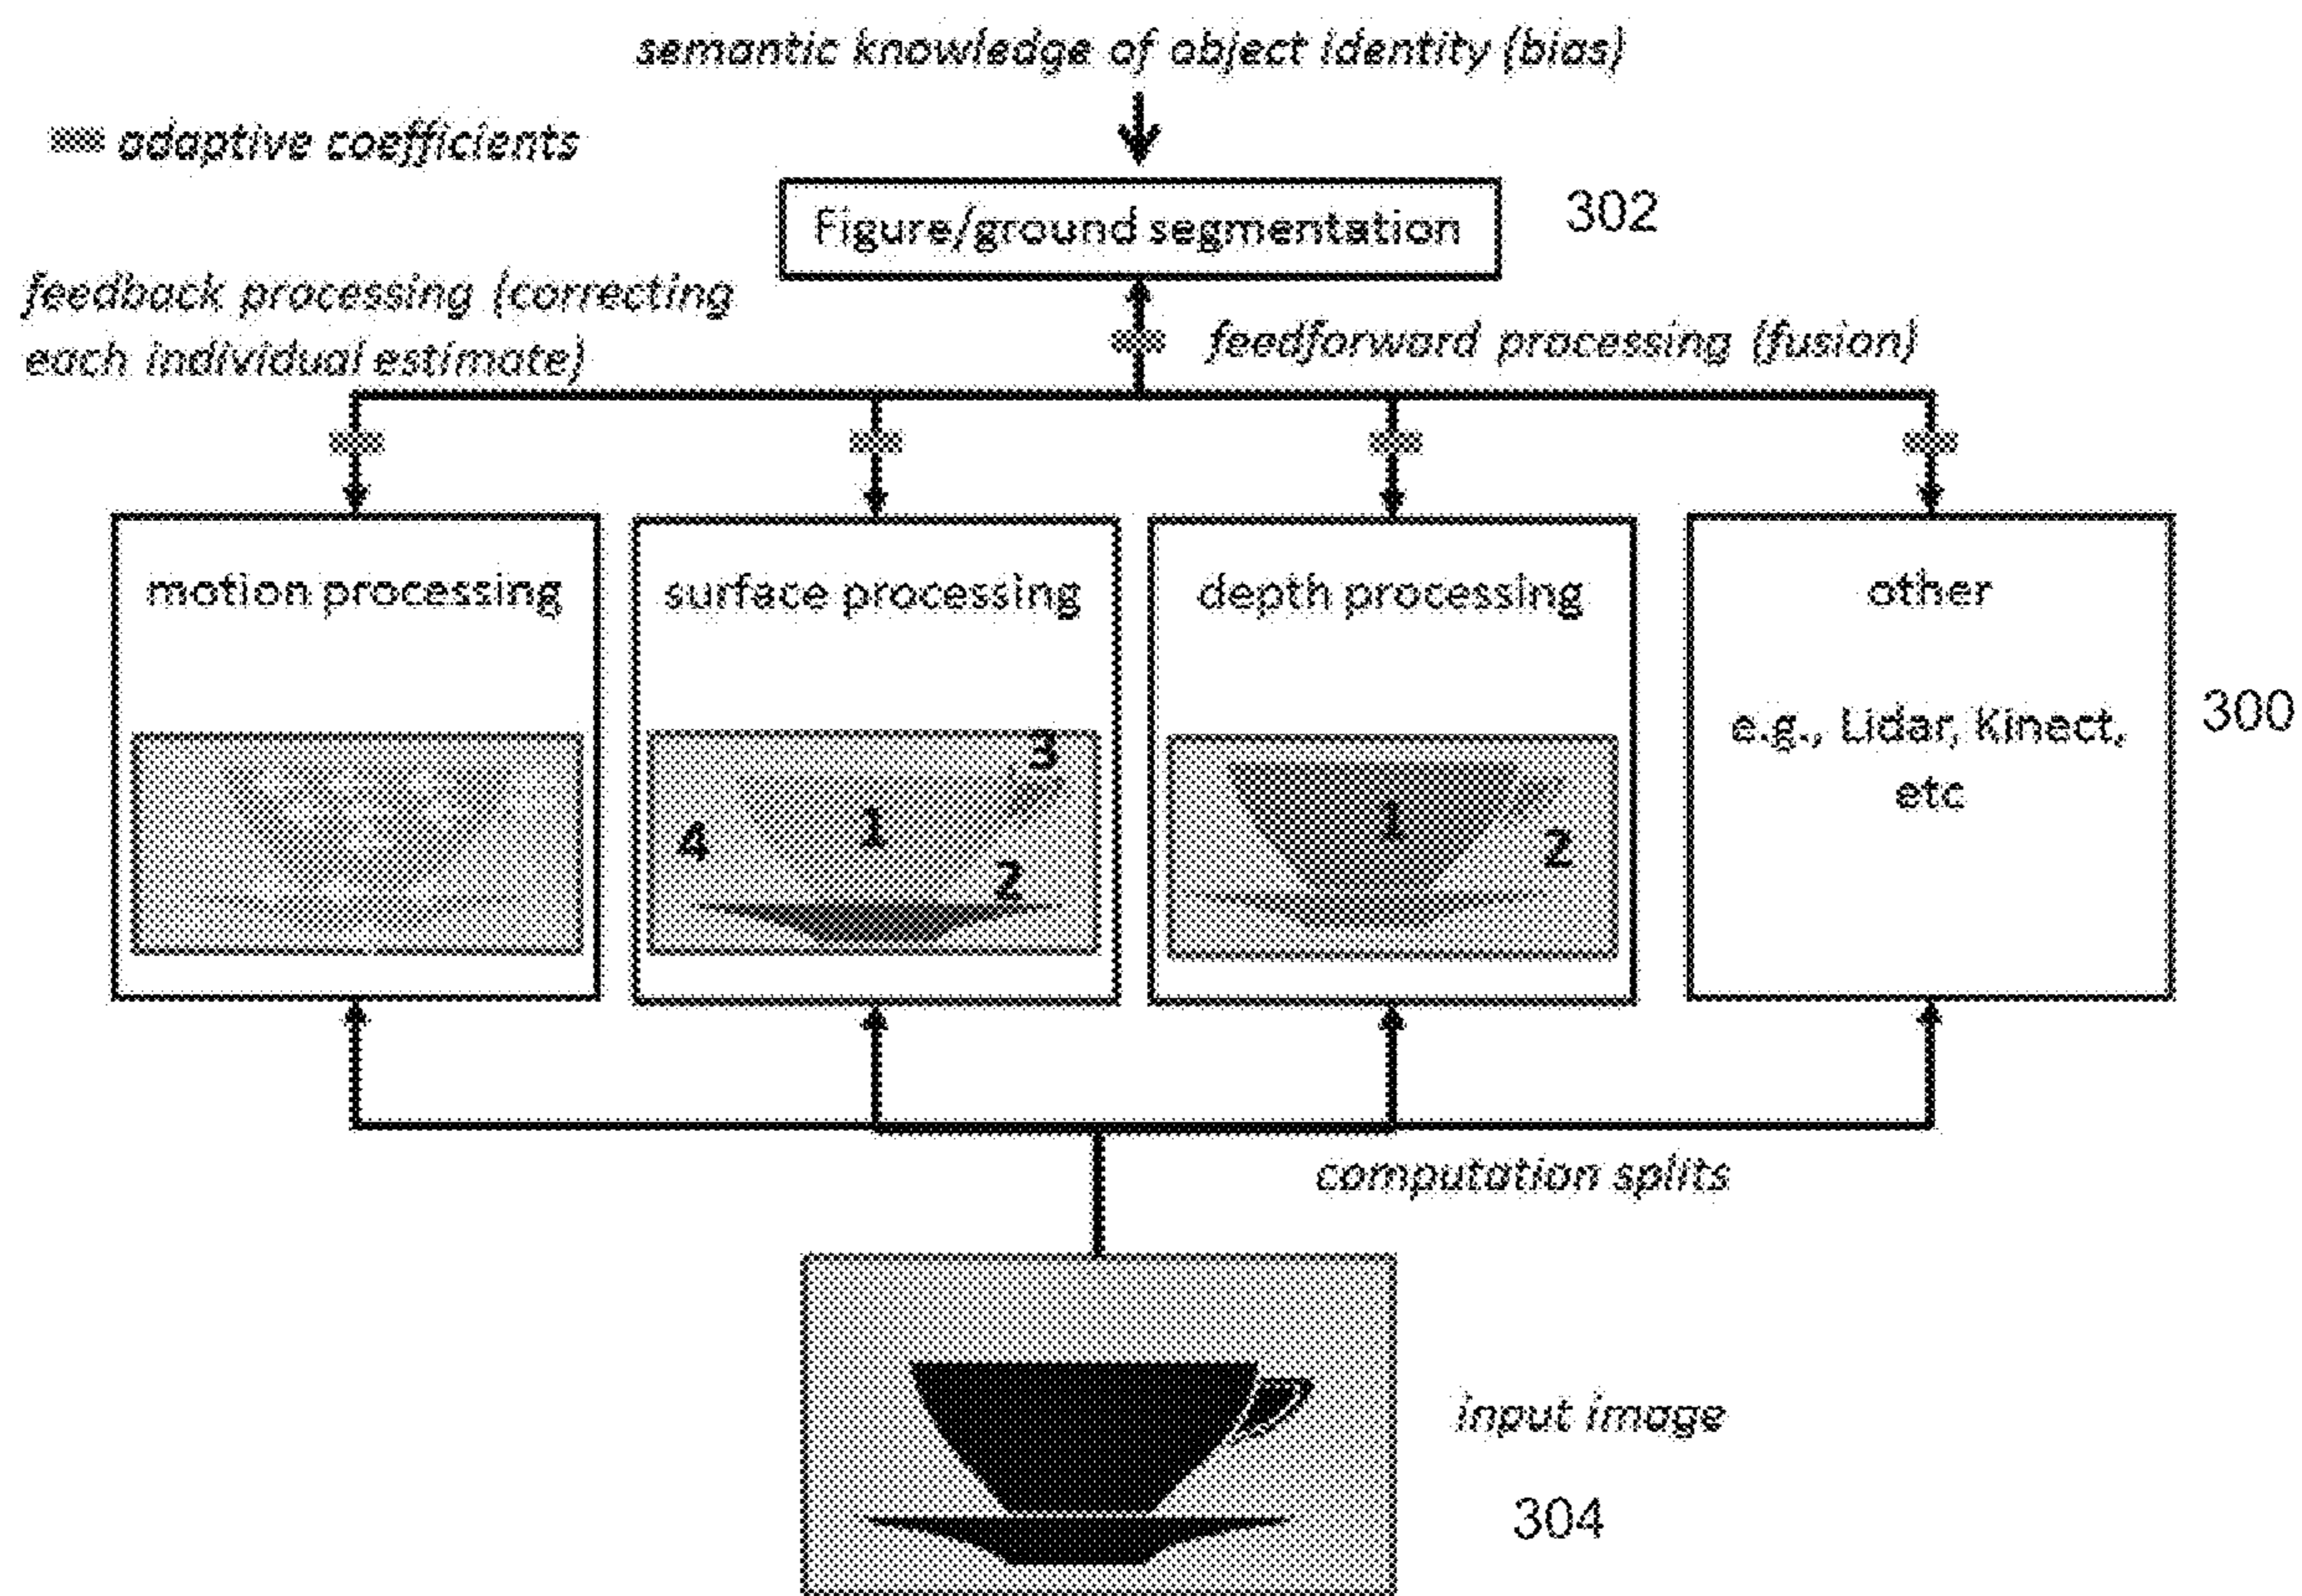 semantic knowledge of object identity (bias)
adaptive coefficients
Figure/ground segmentation
302
feedback processing (correcting
each individual estimate)
feedforward processing (fusion)
motion processing
surface processing
3
4
1
2
depth processing
1
2
other
e.g., Lidar, Kinect,
etc
300
computation splits
input image
304